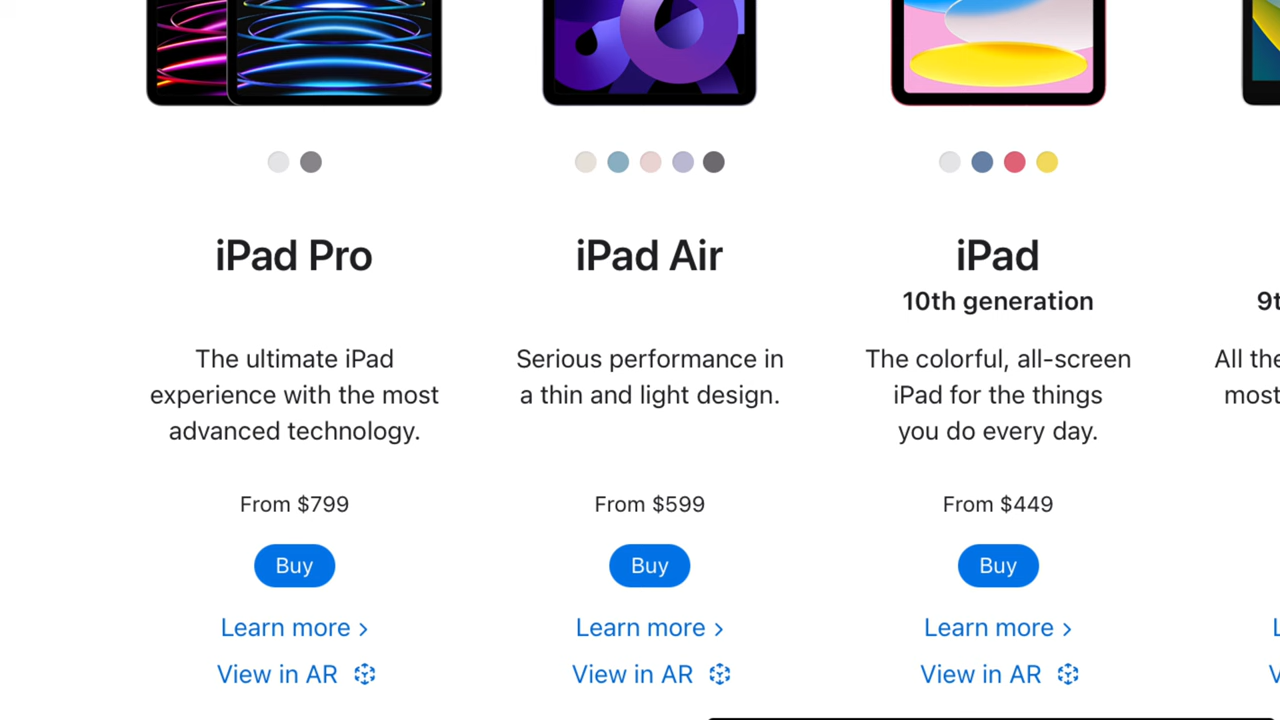 iPad Pro
The ultimate iPad
experience with the most
advanced technology.
From $799
Buy
Learn more >
View in AR
iPad Air
Serious performance in
a thin and light design.
From $599
Buy
Learn more >
View in AR
iPad
10th generation
The colorful, all-screen
iPad for the things
you do every day.
From $449
Buy
Learn more >
View in AR
All the
most